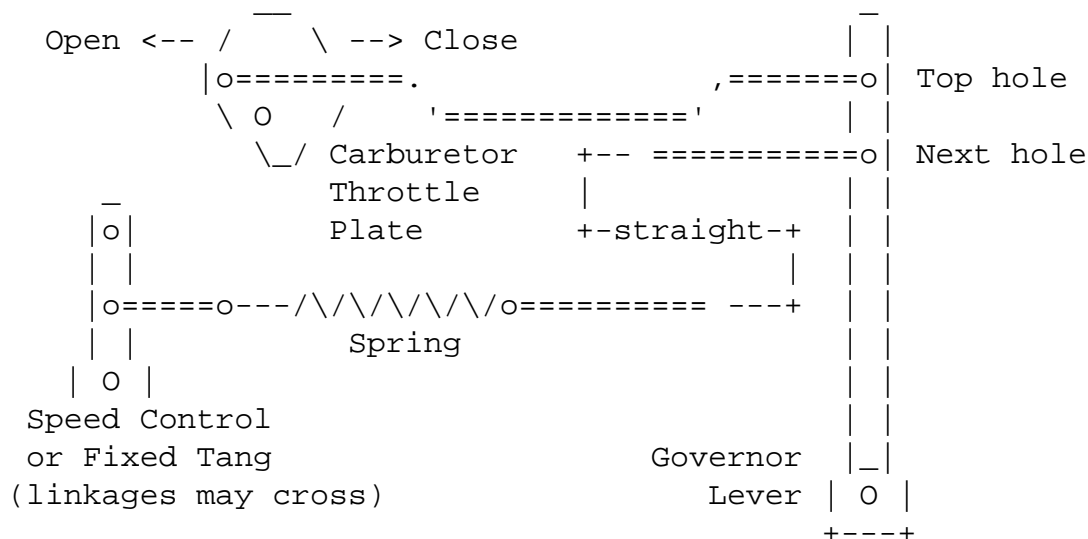 __                              _
  Open <-- /    \ --> Close                 | |
          |o=========.              ,=======o| Top hole
           \ O   /    '============='       | |
            \_/ Carburetor   +-- ===========o| Next hole
     _          Throttle     |              | |
    |o|         Plate        +-straight-+   | |
    | |                                 |   | |
    |o=====o---/\/\/\/\/\/o========== ---+  | |
    | |          Spring                     | |
   | O |                                    | |
 Speed Control                              | |
 or Fixed Tang                   Governor   |_|
(linkages may cross)                Lever | O |
                                          +---+